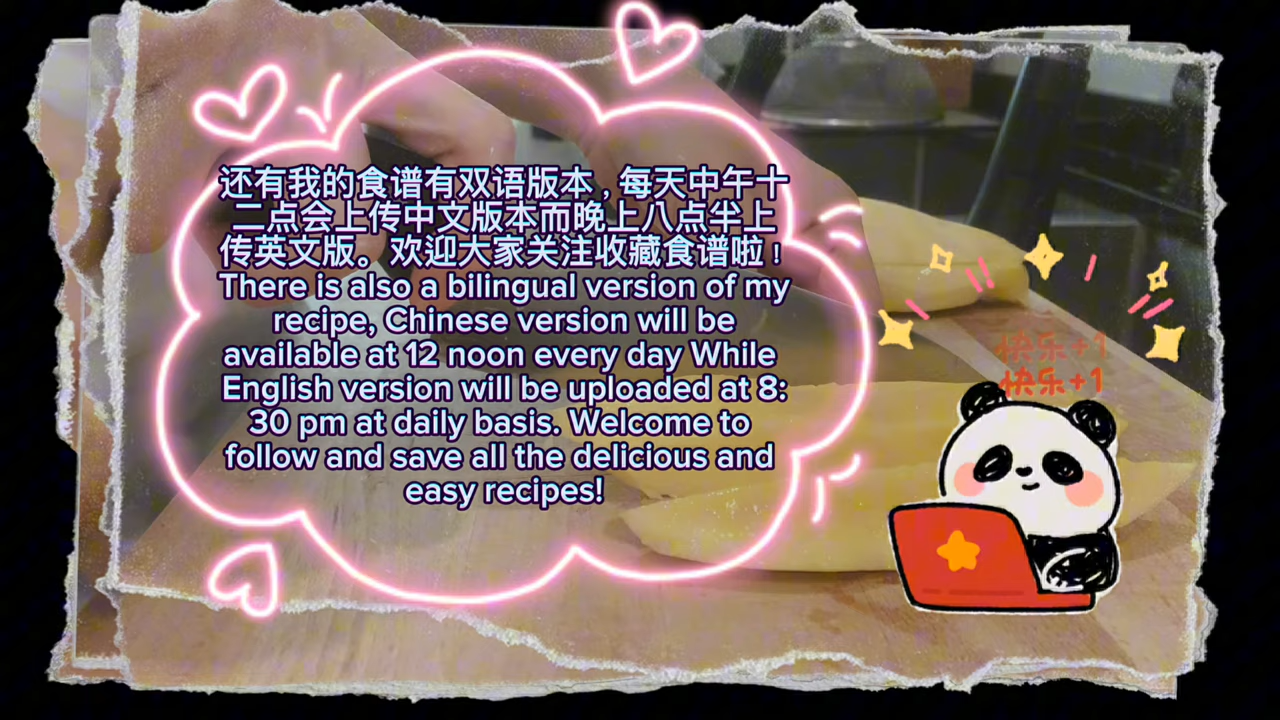 还有我的食谱有双语版本，每天中午十
二点会上传中文版本而晚上八点半上
传英文版。欢迎大家关注收藏食谱啦！
There is also a bilingual version of my
recipe, Chinese version will be
available at 12 noon every day While
English version will be uploaded at 8:
30 pm at daily basis. Welcome to
follow and save all the delicious and
easy recipes!
快乐+1
快乐+1